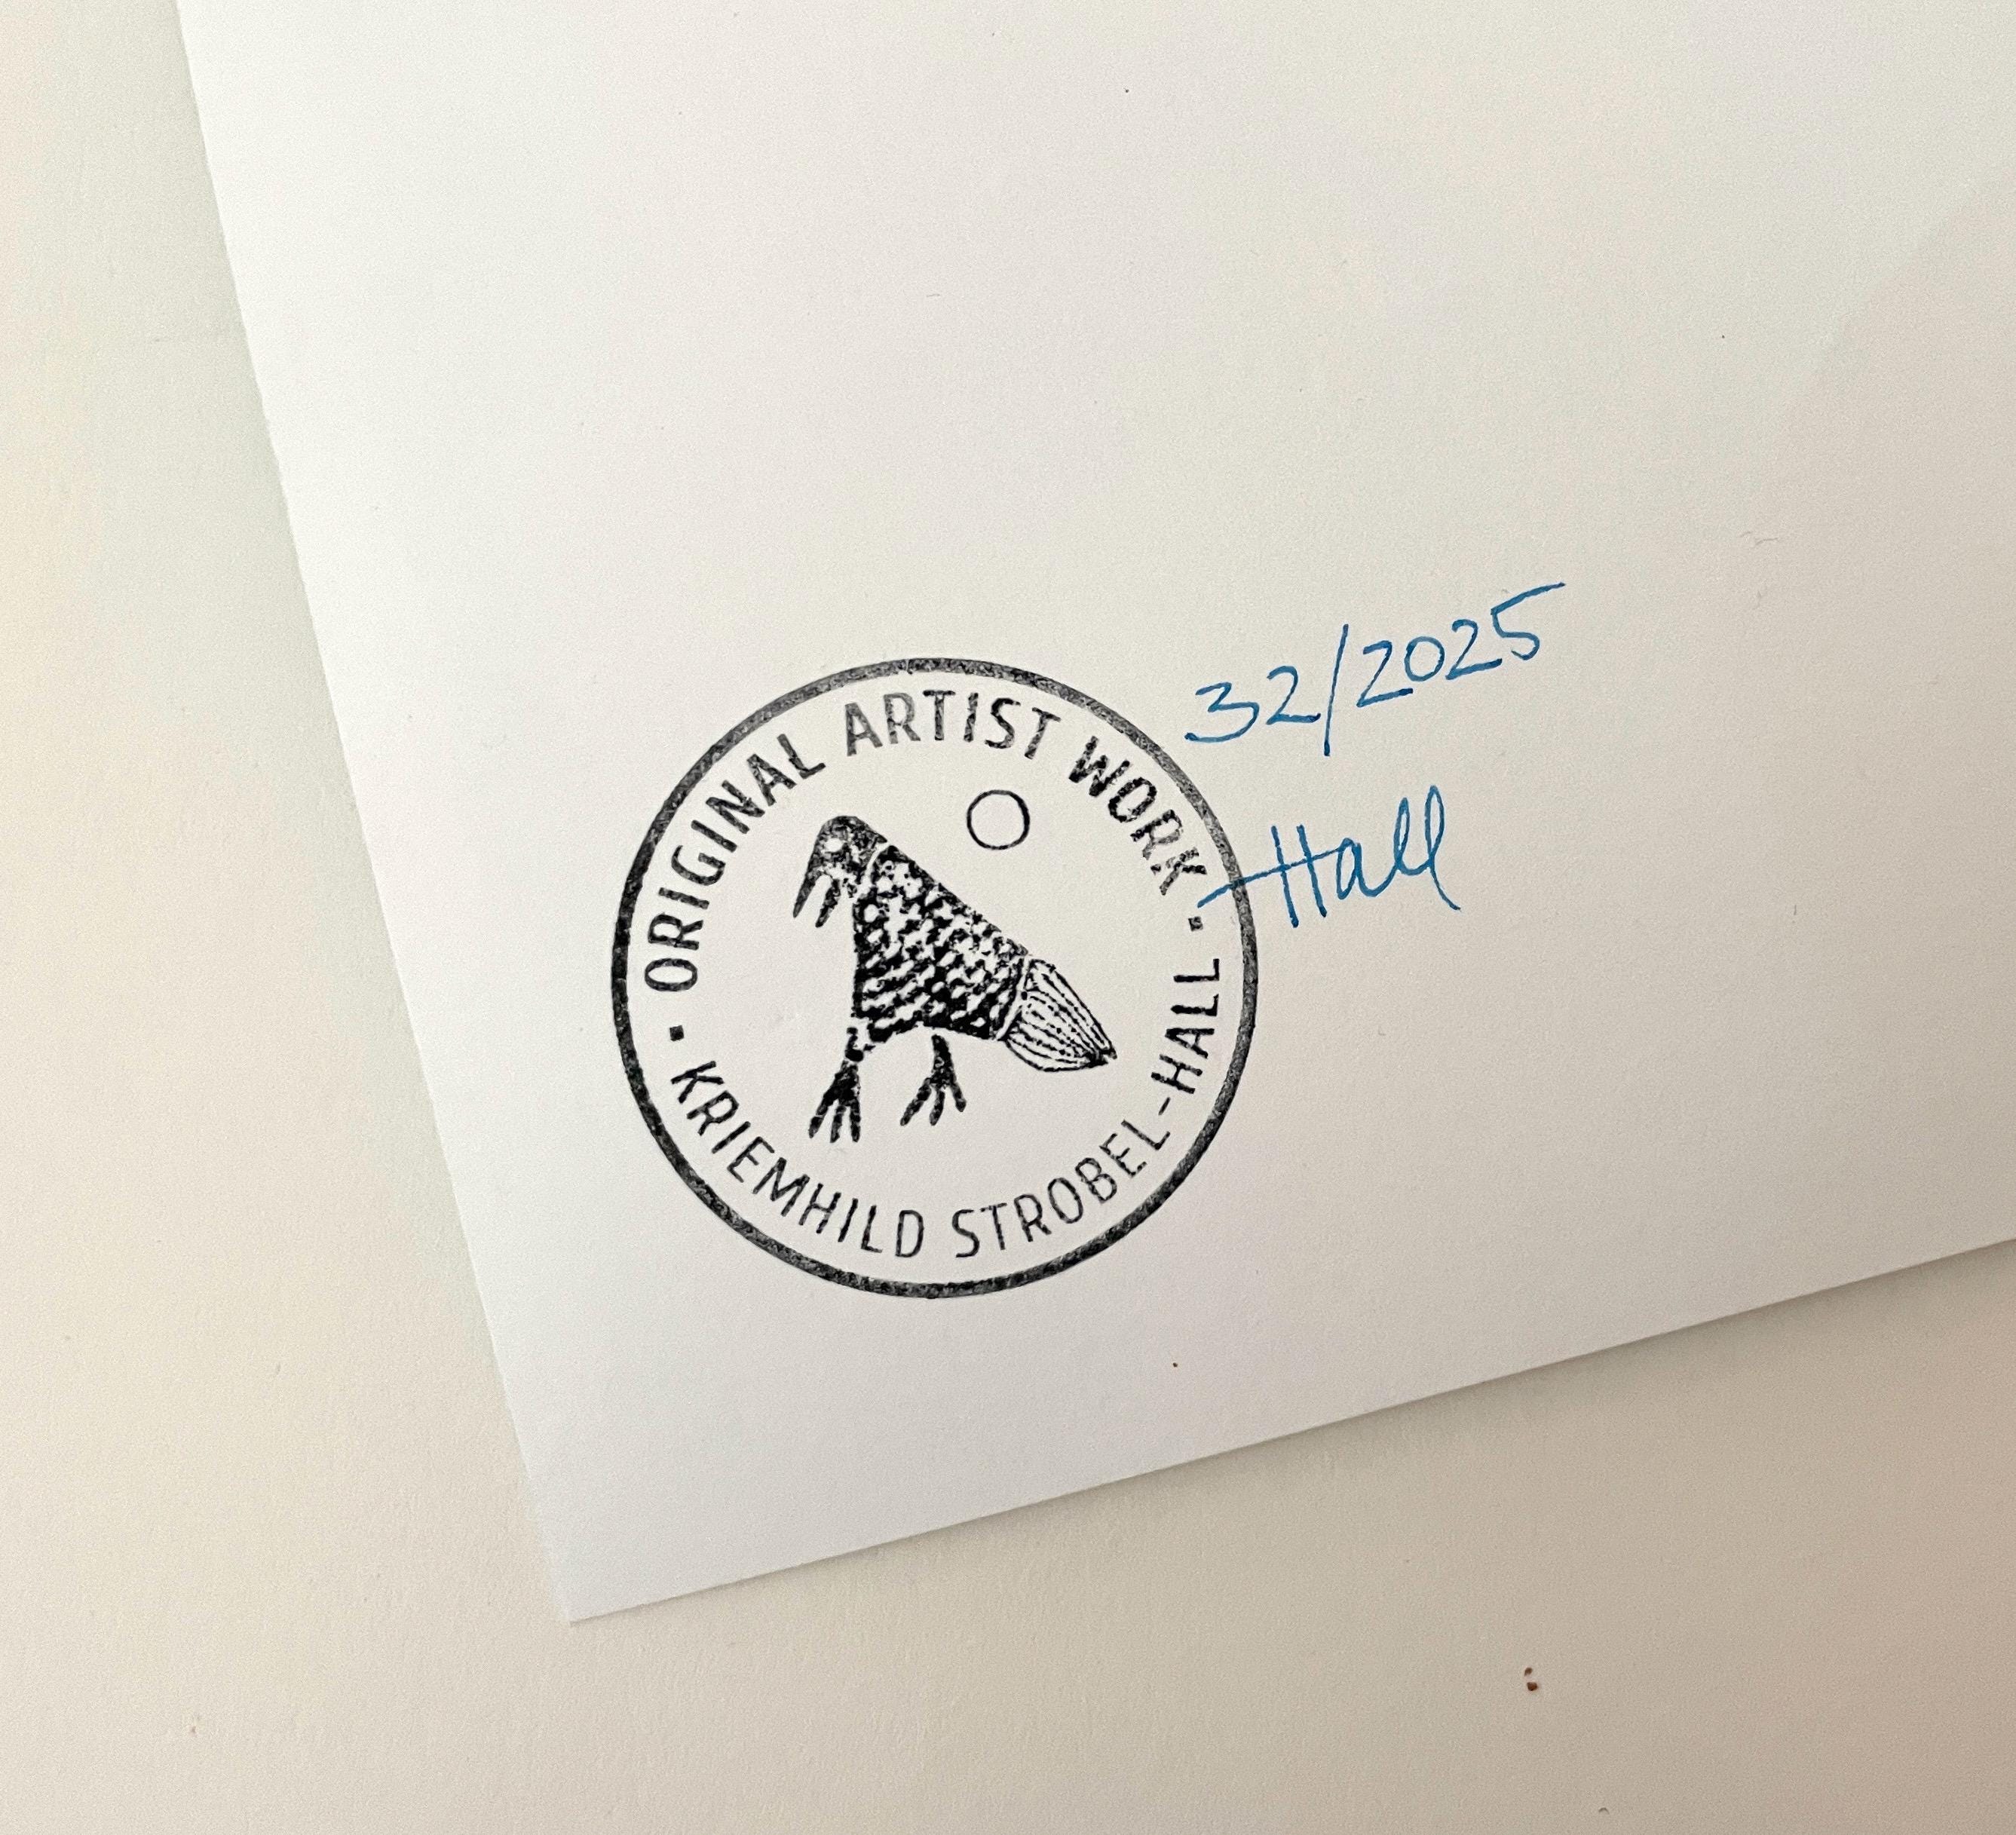 ORIGINAL ARTIST WORK
KRIEMHILD STROBEL-HALL
32/2025
Hall